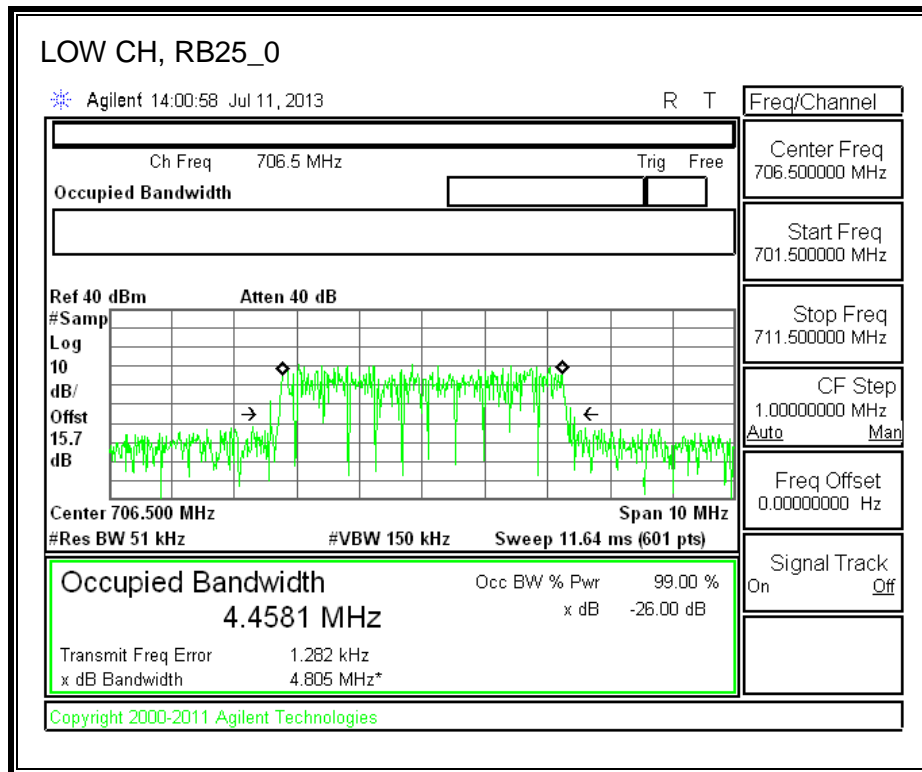 LOW CH, RB25_0
Agilent 14:00:58 Jul 11, 2013 R T
Freq/Channel
Ch Freq 706.5 MHz Trig Free
Occupied Bandwidth
Center Freq
706.500000 MHz
Start Freq
701.500000 MHz
Stop Freq
711.500000 MHz
CF Step
1.00000000 MHz
Auto Man
Freq Offset
0.00000000 Hz
Signal Track
On Off
Ref 40 dBm Atten 40 dB
#Samp
Log
10
dB/
Offst
15.7
dB
Center 706.500 MHz Span 10 MHz
#Res BW 51 kHz #VBW 150 kHz Sweep 11.64 ms (601 pts)
Occupied Bandwidth Occ BW % Pwr 99.00 %
4.4581 MHz x dB -26.00 dB
Transmit Freq Error 1.282 kHz
x dB Bandwidth 4.805 MHz*
Copyright 2000-2011 Agilent Technologies